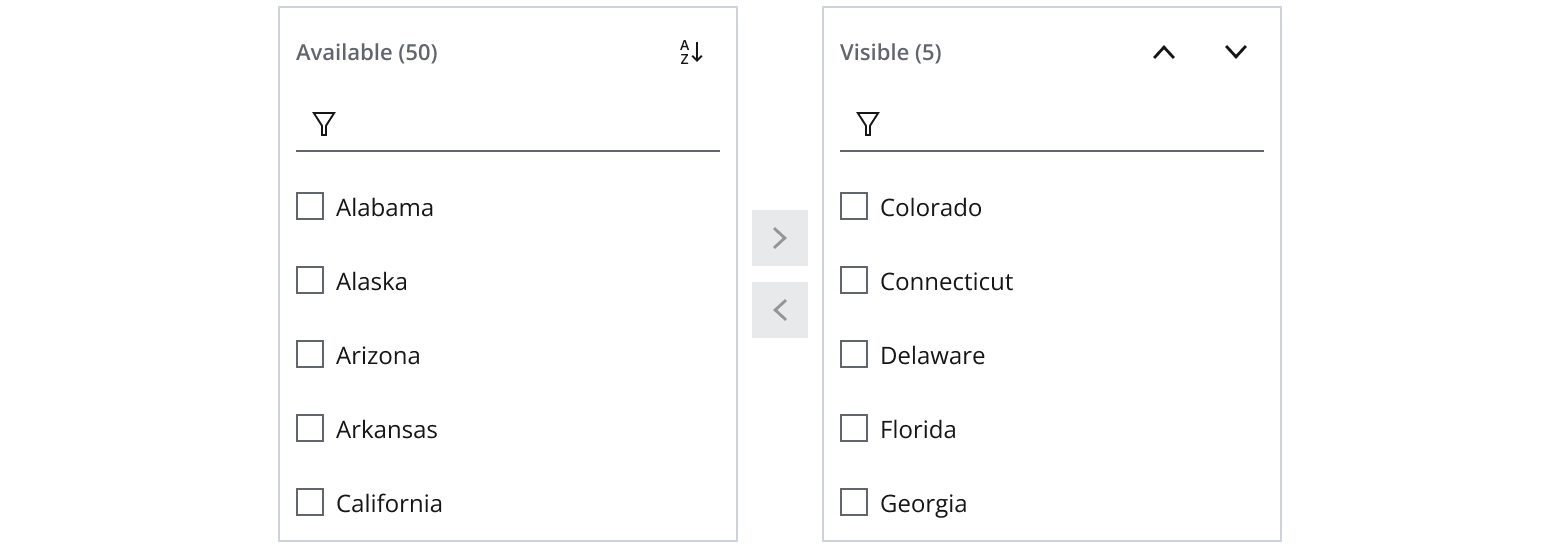 Available (50)
A
Z
Alabama
Alaska
Arizona
Arkansas
California
Visible (5)
Colorado
Connecticut
Delaware
Florida
Georgia